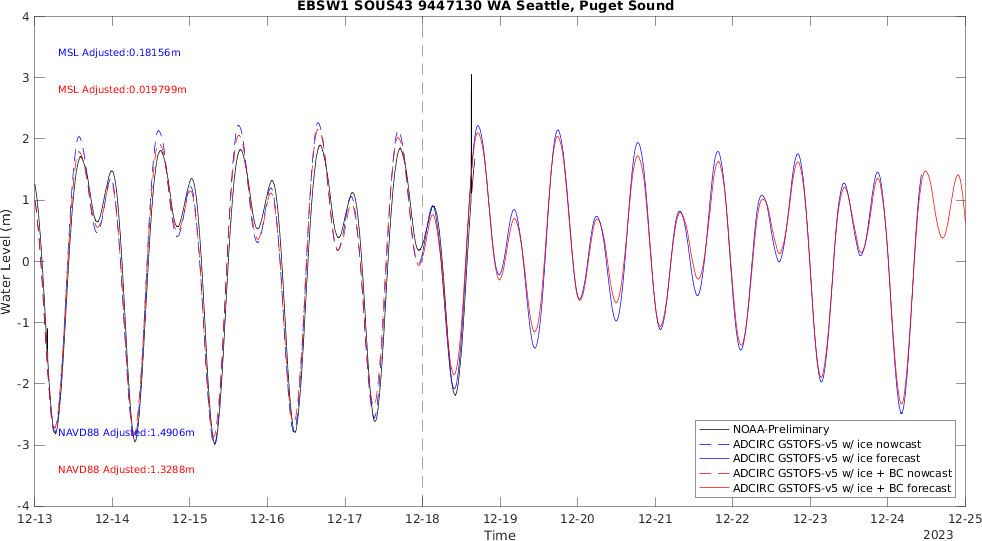 EBSW1 SOUS43 9447130 WA Seattle, Puget Sound
4
MSL Adjusted:0.18156m
3
MSL Adjusted:0.019799m
2
1
Water Level (m)
0
-1
-2
NAVD88 Adjusted:1.4906m
-3
NAVD88 Adjusted:1.3288m
-4
NOAA-Preliminary
ADCIRC GSTOFS-v5 w/ ice nowcast
ADCIRC GSTOFS-v5 w/ ice forecast
ADCIRC GSTOFS-v5 w/ ice + BC nowcast
ADCIRC GSTOFS-v5 w/ ice + BC forecast
12-13 12-14 12-15 12-16 12-17 12-18 12-19 12-20 12-21 12-22 12-23 12-24 12-25
Time
2023